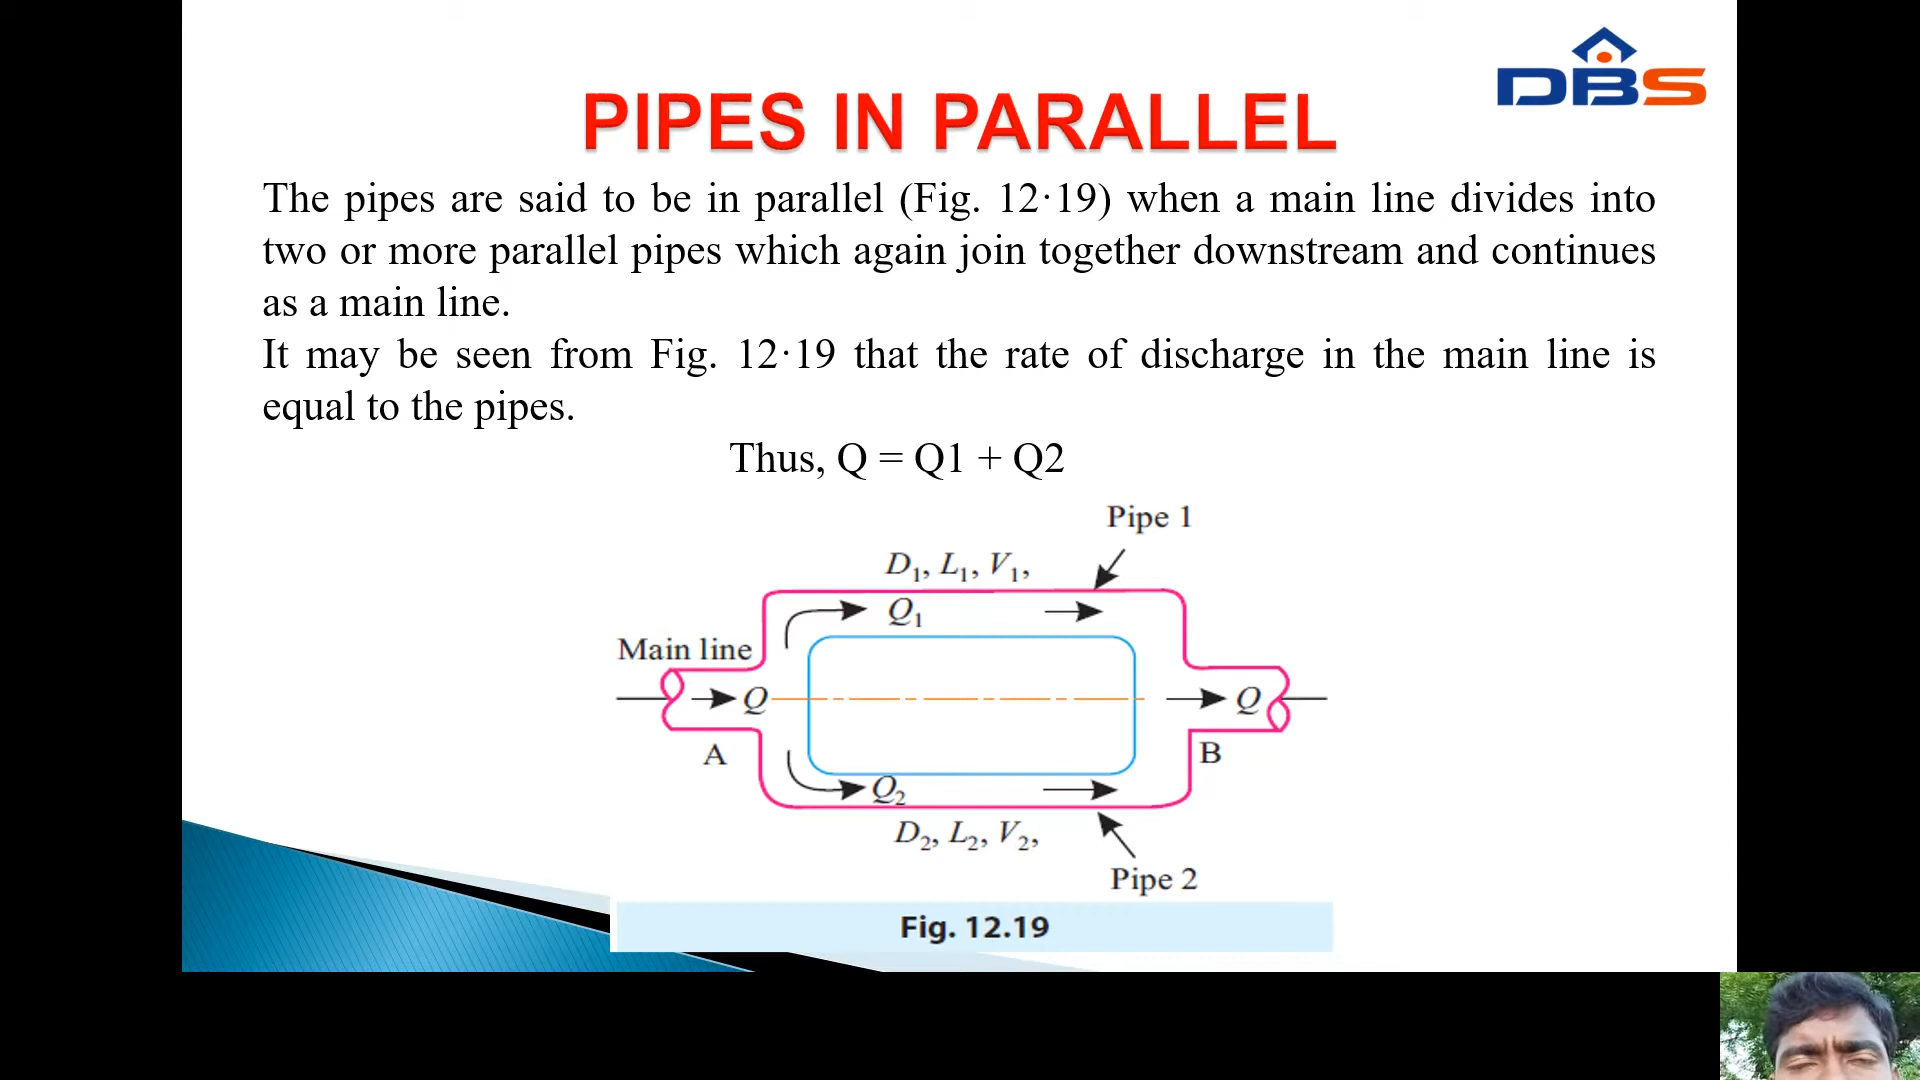 DBS
PIPES IN PARALLEL
The pipes are said to be in parallel (Fig. 12·19) when a main line divides into
two or more parallel pipes which again join together downstream and continues
as a main line.
It may be seen from Fig. 12·19 that the rate of discharge in the main line is
equal to the pipes.
Thus, Q = Q1 + Q2
Pipe 1
D₁, L₁, V₁,
Q₁
Main line
Q
Q
A
B
Q₂
D₂, L₂, V₂,
Pipe 2
Fig. 12.19